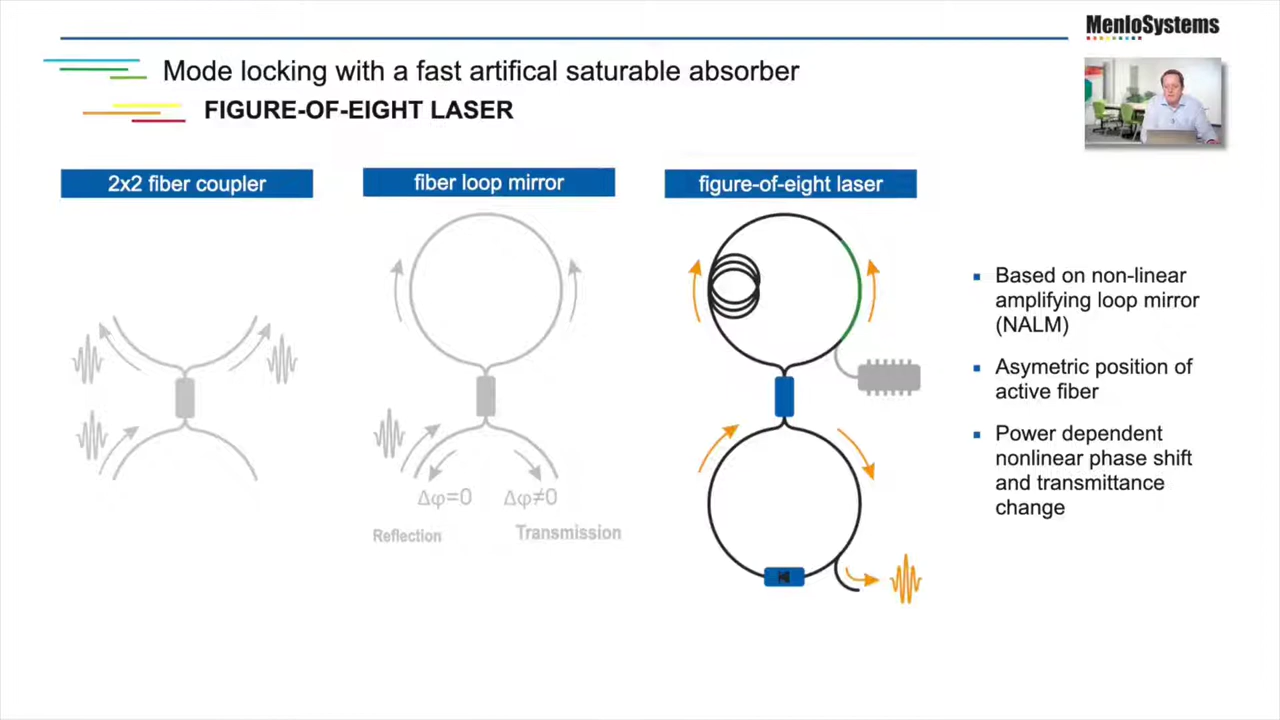 MenloSystems
Mode locking with a fast artifical saturable absorber
FIGURE-OF-EIGHT LASER
2x2 fiber coupler
fiber loop mirror
Δφ=0
Δφ≠0
Reflection
Transmission
figure-of-eight laser
Based on non-linear
amplifying loop mirror
(NALM)
Asymetric position of
active fiber
Power dependent
nonlinear phase shift
and transmittance
change